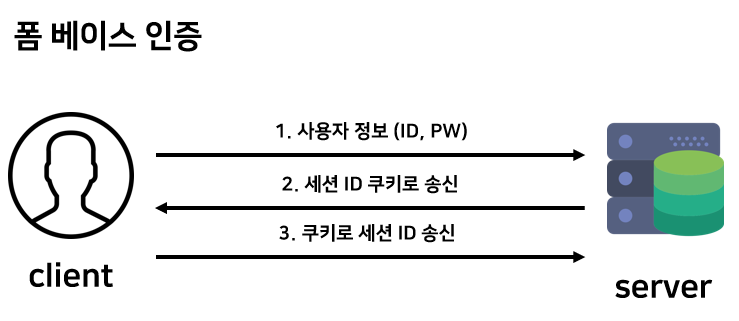 폼 베이스 인증
1. 사용자 정보 (ID, PW)
2. 세션 ID 쿠키로 송신
3. 쿠키로 세션 ID 송신
client
server